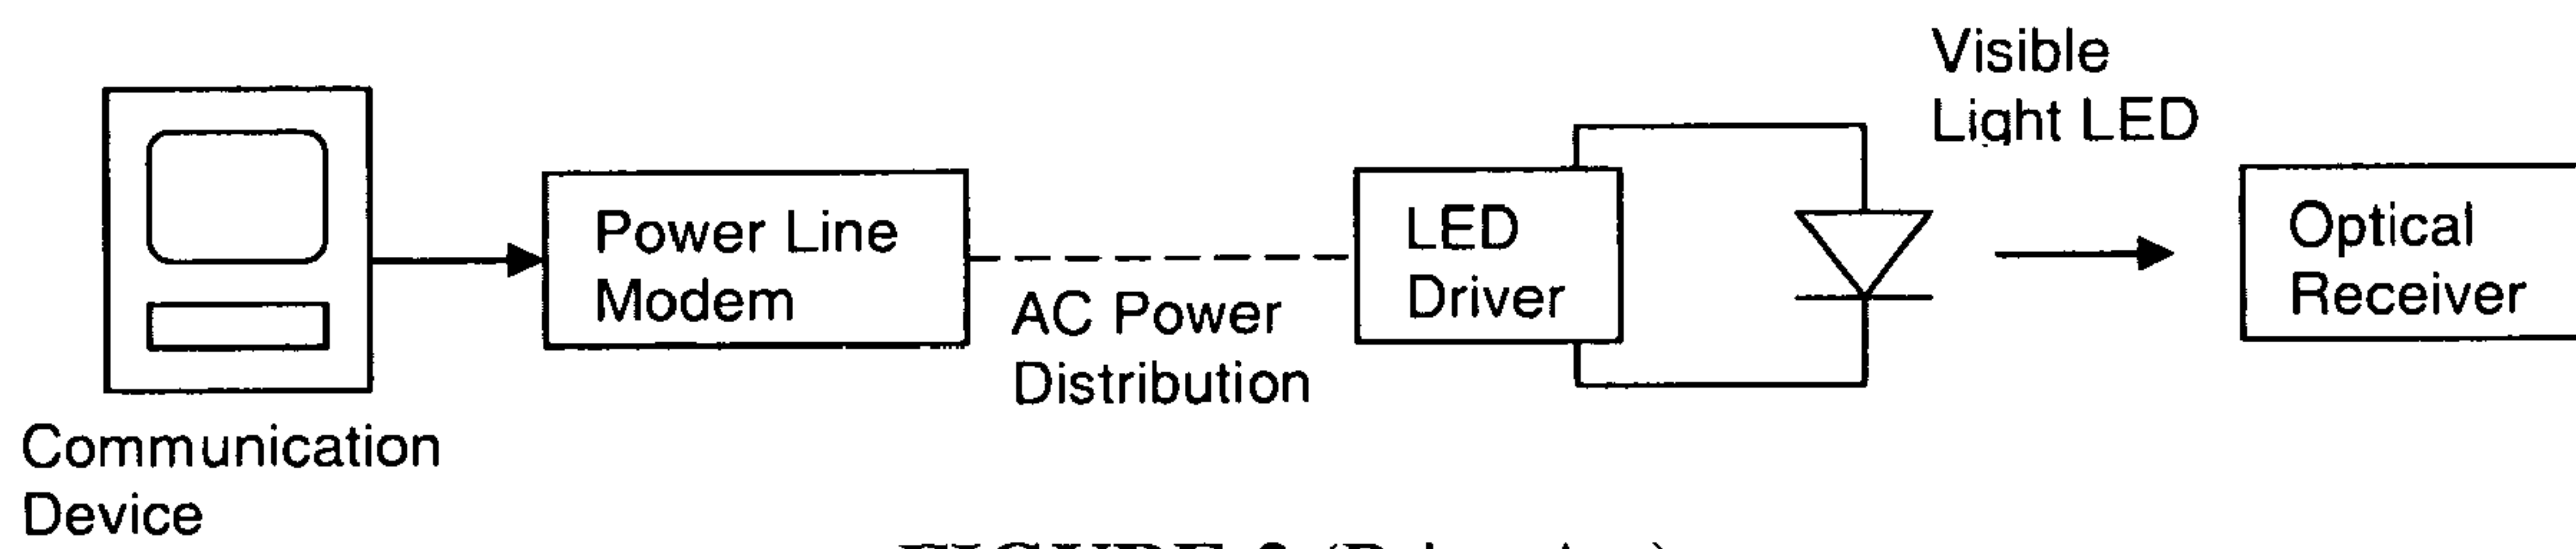 Visible
Light LED
Power Line
Modem
LED
Driver
Optical
Receiver
AC Power
Distribution
Communication
Device